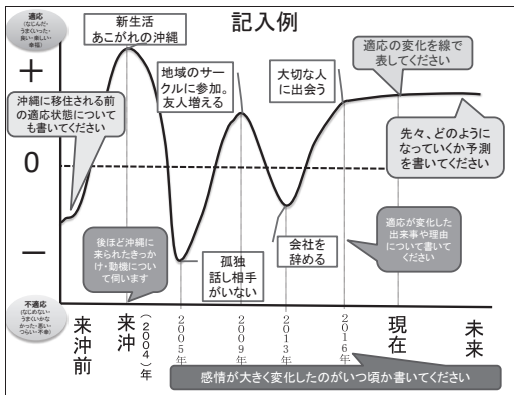 記入例
適応
(なじんだ・
うまくいった・
良い・楽しい・
幸福)
+
0
-
新生活
あこがれの沖縄
地域のサー
クルに参加。
友人増える
大切な人
に出会う
適応の変化を線で
表してください
沖縄に移住される前
の適応状態について
も書いてください
先々、どのように
なっていくか予測
を書いてください
後ほど沖縄に
来られたきっか
け・動機につい
て伺います
孤独
話し相手
がいない
会社を
辞める
適応が変化した
出来事や理由
について書いて
ください
不適応
(なじめない・
うまくいかな
かった・悪い・
つらい・不幸)
来沖前
来沖
(2004)年
2005年
2009年
2013年
2016年
現在
未来
感情が大きく変化したのがいつ頃か書いてください